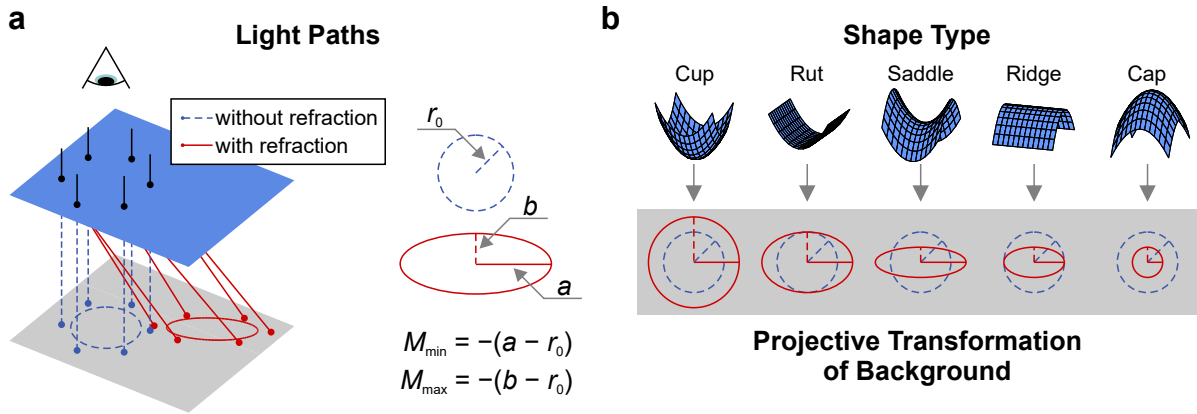 a
Light Paths
without refraction
with refraction
r₀
b
a
Mmin = −(a − r₀)
Mmax = −(b − r₀)
b
Shape Type
Cup Rut Saddle Ridge Cap
Projective Transformation
of Background